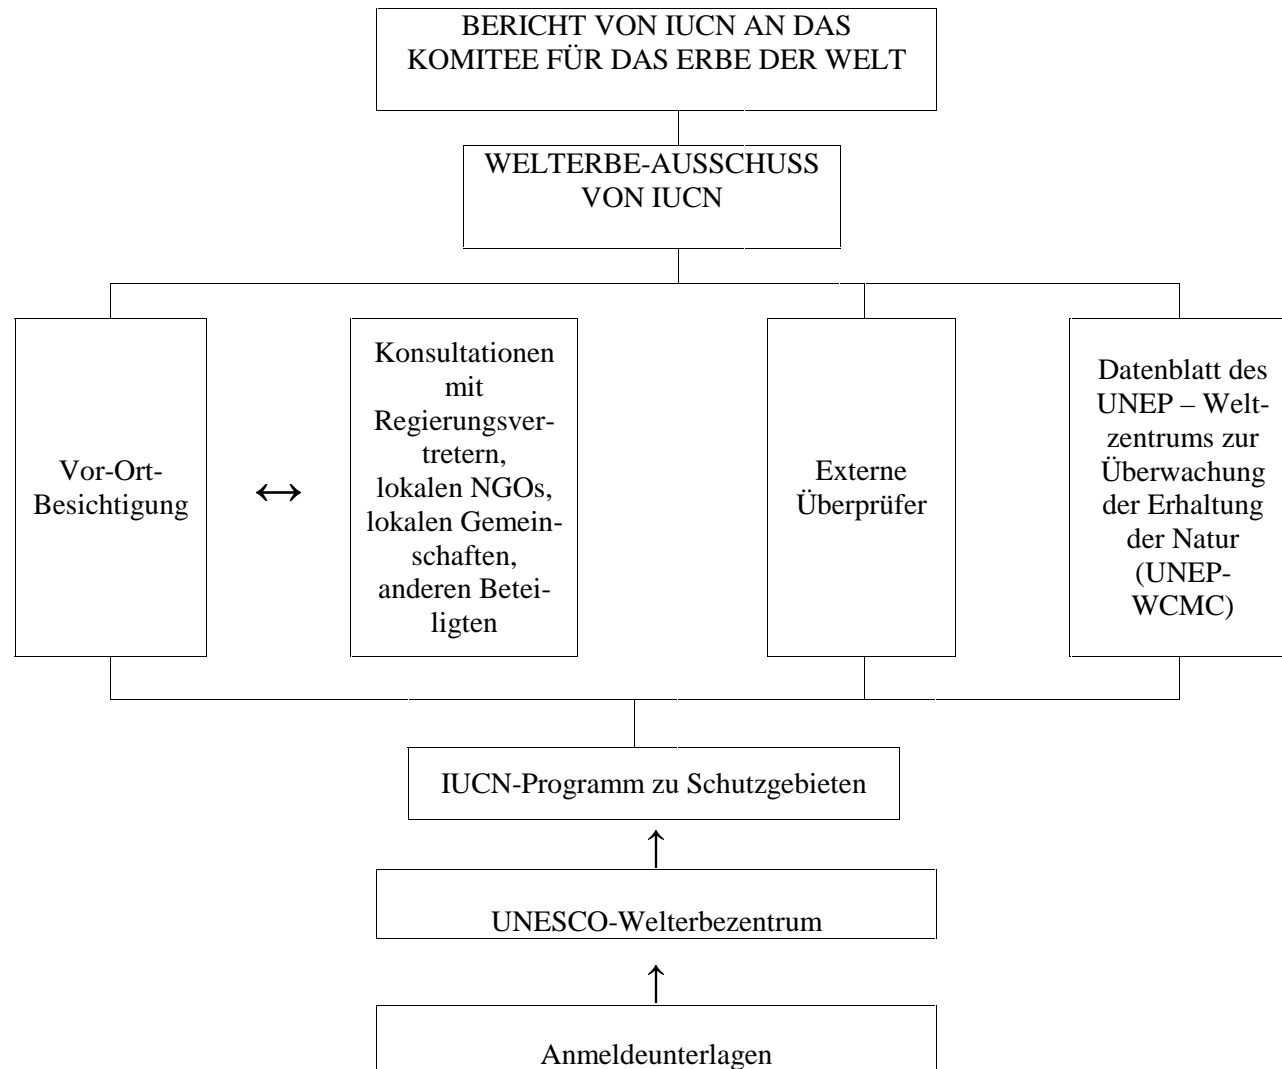 BERICHT VON IUCN AN DAS
KOMITEE FÜR DAS ERBE DER WELT
WELTERBE-AUSSCHUSS
VON IUCN
Vor-Ort-
Besichtigung
↔
Konsultationen
mit
Regierungsver-
tretern,
lokalen NGOs,
lokalen Gemein-
schaften,
anderen Betei-
ligten
Externe
Überprüfer
Datenblatt des
UNEP – Welt-
zentrums zur
Überwachung
der Erhaltung
der Natur
(UNEP-
WCMC)
IUCN-Programm zu Schutzgebieten
↑
UNESCO-Welterbezentrum
↑
Anmeldeunterlagen